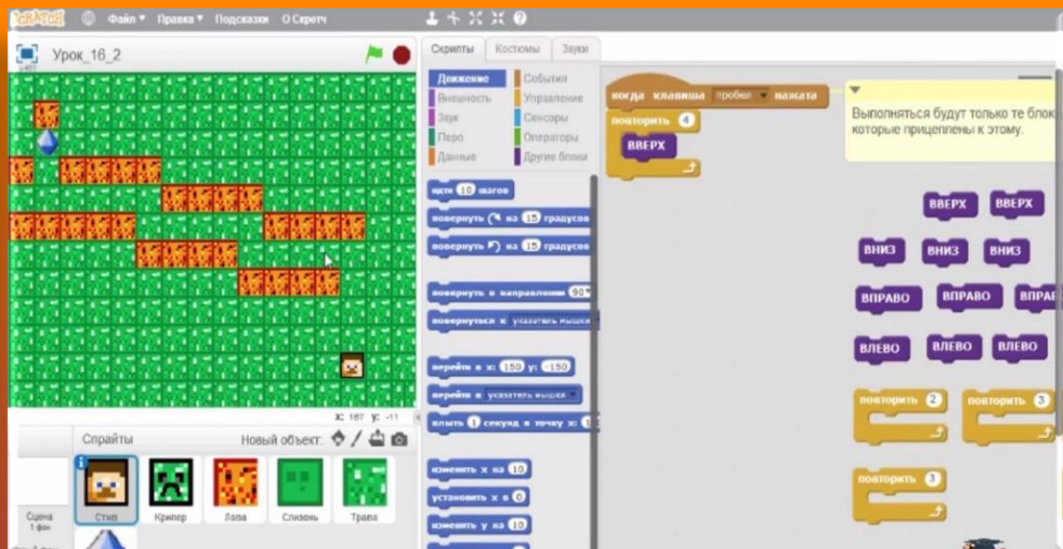 SCRATCH
Файл Правка Подсказки О Скретч
Урок_16_2
x: 167 y: -11
Спрайты Новый объект:
Стив Крипер Лава Слизень Трава
Сцена
1 фон
Скрипты Костюмы Звуки
Движение События
Внешность Управление
Звук Сенсоры
Перо Операторы
Данные Другие блоки
идти 10 шагов
повернуть на 15 градусов
повернуть на 15 градусов
повернуть в направлении 90
повернуться к указатель мышки
перейти в x: 150 y: -150
перейти в указатель мышки
плыть 1 секунд в точку x:
изменить x на 10
установить x в 0
изменить y на 10
когда клавиша пробел нажата
повторить 4
ВВЕРХ
Выполняться будут только те блок
которые прицеплены к этому.
ВВЕРХ ВВЕРХ
ВНИЗ ВНИЗ ВНИЗ
ВПРАВО ВПРАВО ВПРАВ
ВЛЕВО ВЛЕВО ВЛЕВО
повторить 2 повторить 3
повторить 3